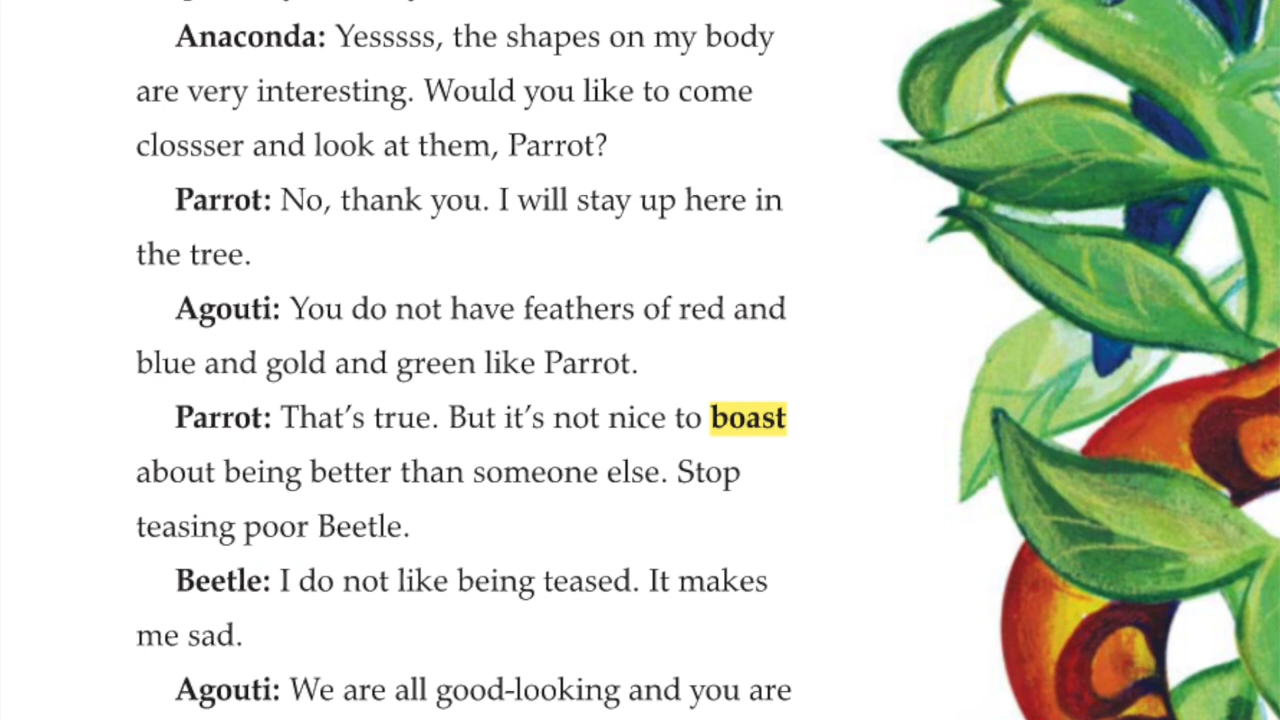 Anaconda: Yesssss, the shapes on my body
are very interesting. Would you like to come
clossser and look at them, Parrot?
Parrot: No, thank you. I will stay up here in
the tree.
Agouti: You do not have feathers of red and
blue and gold and green like Parrot.
Parrot: That’s true. But it’s not nice to boast
about being better than someone else. Stop
teasing poor Beetle.
Beetle: I do not like being teased. It makes
me sad.
Agouti: We are all good-looking and you are